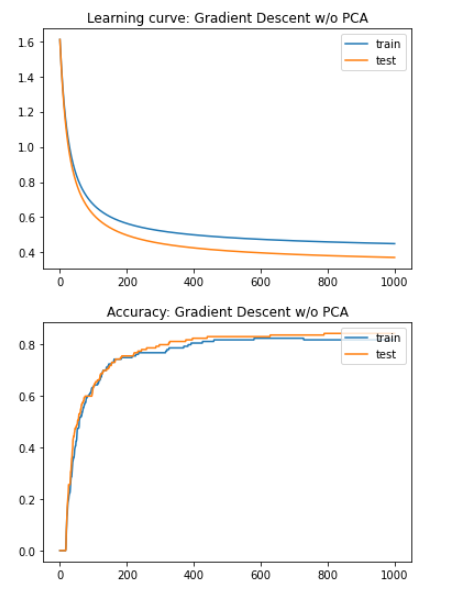 Learning curve: Gradient Descent w/o PCA
1.6
1.4
1.2
1.0
0.8
0.6
0.4
train
test
0 200 400 600 800 1000
Accuracy: Gradient Descent w/o PCA
0.8
0.6
0.4
0.2
0.0
train
test
0 200 400 600 800 1000